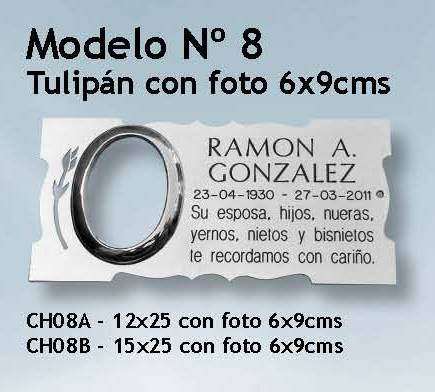 Modelo Nº 8
Tulipán con foto 6x9cms
RAMON A.
GONZALEZ
23-04-1930 - 27-03-2011
Su esposa, hijos, nueras,
yernos, nietos y bisnietos
te recordamos con cariño.
CH08A - 12x25 con foto 6x9cms
CH08B - 15x25 con foto 6x9cms